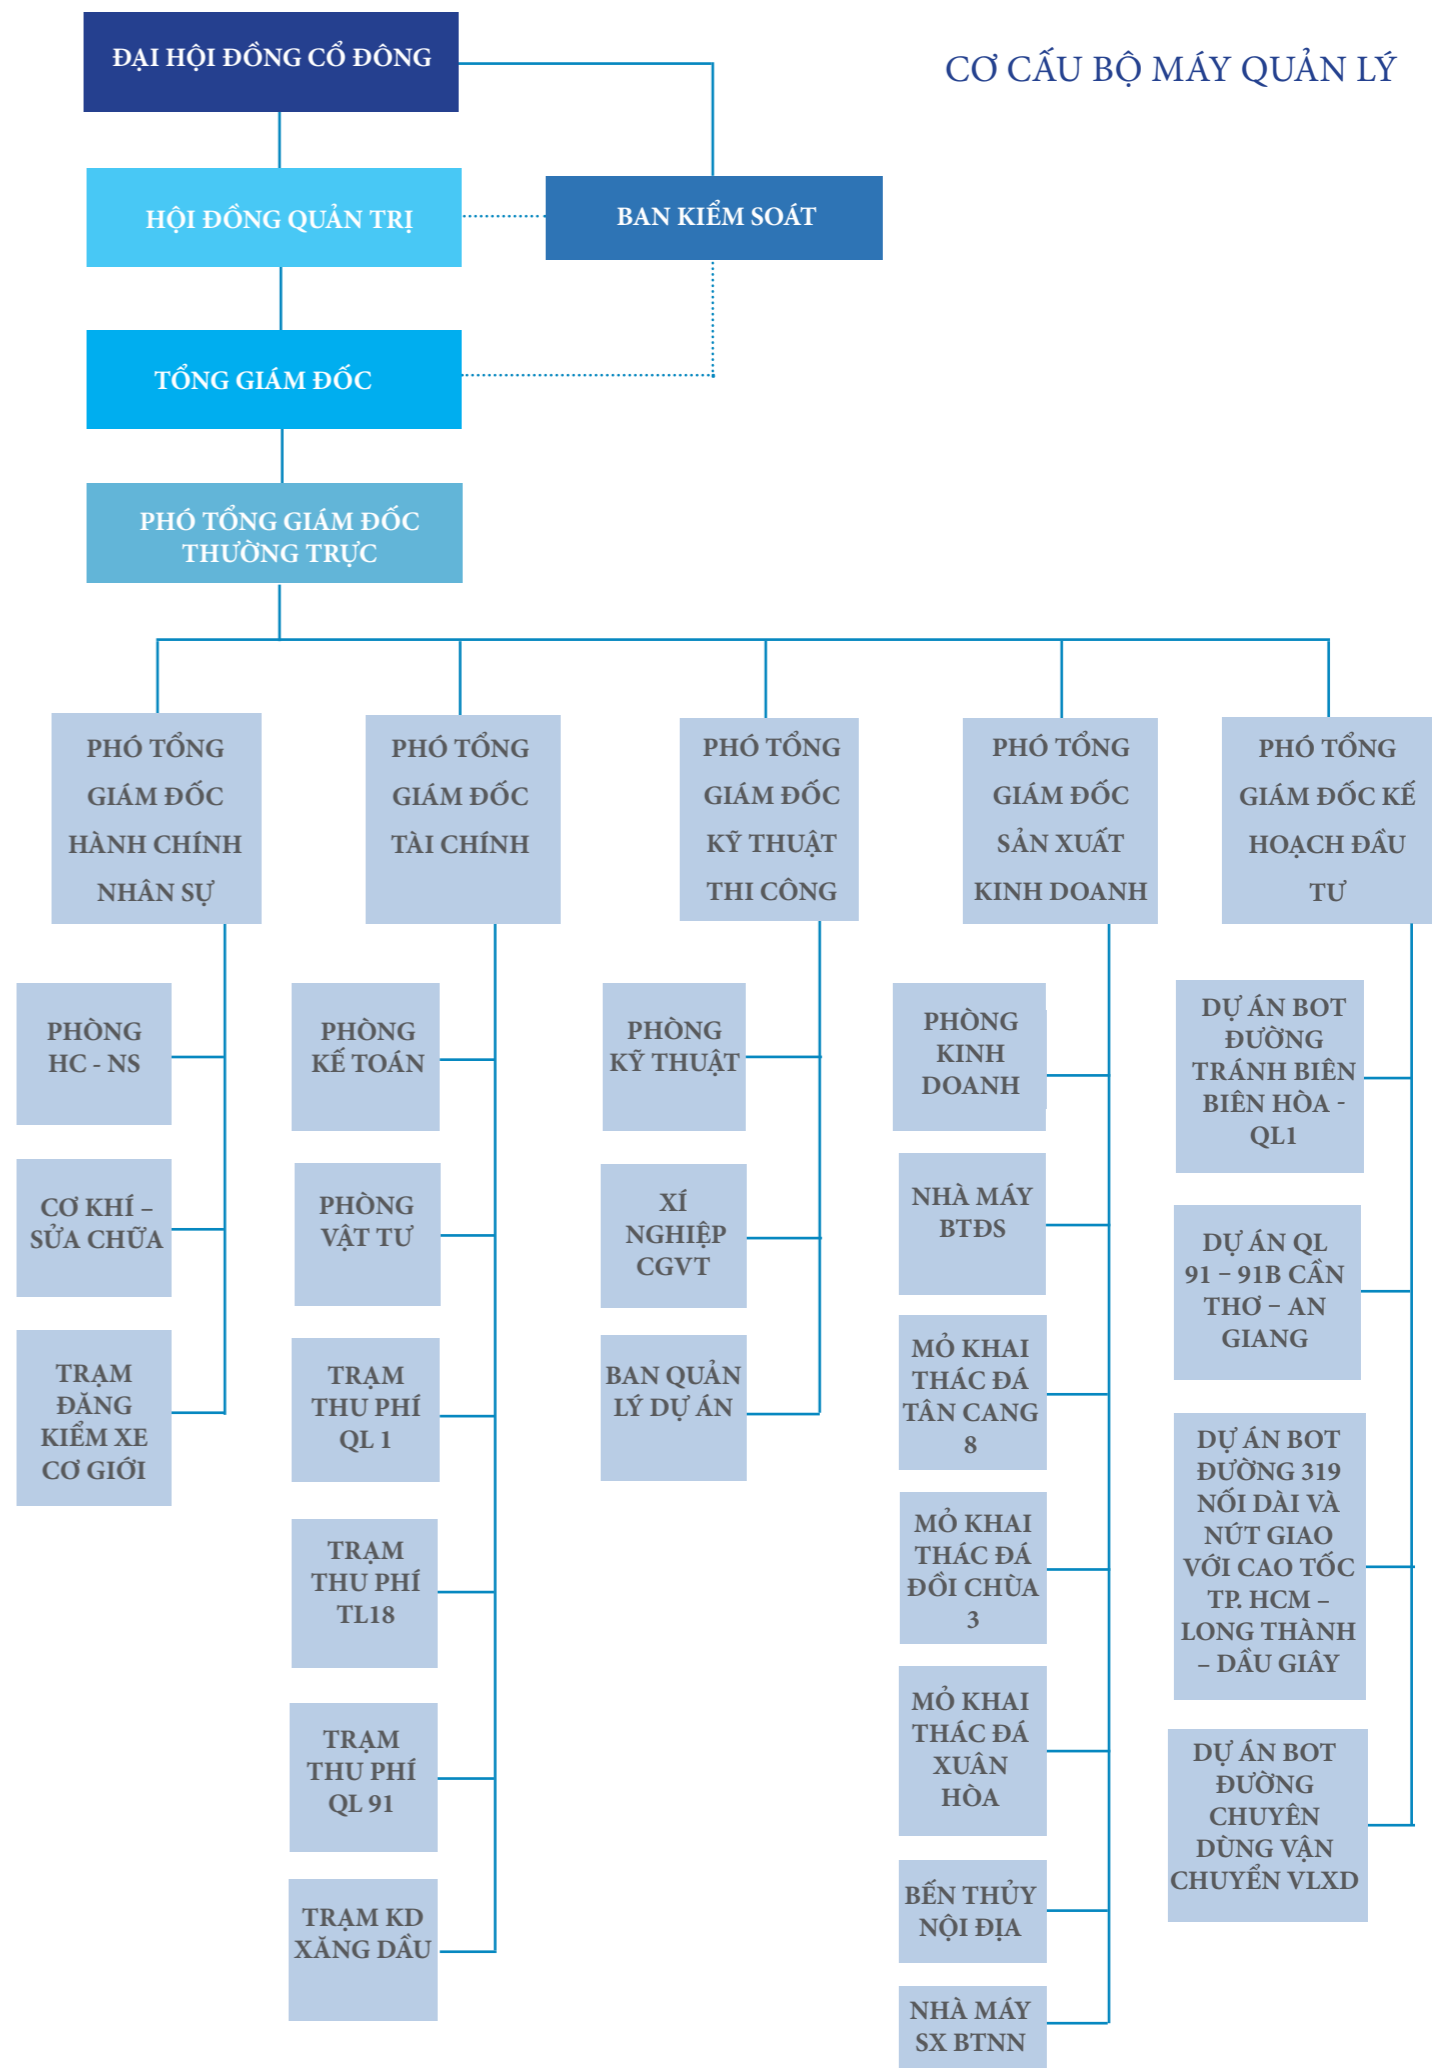 CƠ CẤU BỘ MÁY QUẢN LÝ
ĐẠI HỘI ĐỒNG CỔ ĐÔNG
HỘI ĐỒNG QUẢN TRỊ
BAN KIỂM SOÁT
TỔNG GIÁM ĐỐC
PHÓ TỔNG GIÁM ĐỐC
THƯỜNG TRỰC
PHÓ TỔNG
GIÁM ĐỐC
HÀNH CHÍNH
NHÂN SỰ
PHÒNG
HC - NS
CƠ KHÍ –
SỬA CHỮA
TRẠM
ĐĂNG
KIỂM XE
CƠ GIỚI
PHÓ TỔNG
GIÁM ĐỐC
TÀI CHÍNH
PHÒNG
KẾ TOÁN
PHÒNG
VẬT TƯ
TRẠM
THU PHÍ
QL 1
TRẠM
THU PHÍ
TL18
TRẠM
THU PHÍ
QL 91
TRẠM KD
XĂNG DẦU
PHÓ TỔNG
GIÁM ĐỐC
KỸ THUẬT
THI CÔNG
PHÒNG
KỸ THUẬT
XÍ
NGHIỆP
CGVT
BAN QUẢN
LÝ DỰ ÁN
PHÓ TỔNG
GIÁM ĐỐC
SẢN XUẤT
KINH DOANH
PHÒNG
KINH
DOANH
NHÀ MÁY
BTĐS
MỎ KHAI
THÁC ĐÁ
TÂN CANG
8
MỎ KHAI
THÁC ĐÁ
ĐỒI CHÙA
3
MỎ KHAI
THÁC ĐÁ
XUÂN
HÒA
BẾN THỦY
NỘI ĐỊA
NHÀ MÁY
SX BTNN
PHÓ TỔNG
GIÁM ĐỐC KẾ
HOẠCH ĐẦU
TƯ
DỰ ÁN BOT
ĐƯỜNG
TRÁNH BIÊN
BIÊN HÒA -
QL1
DỰ ÁN QL
91 – 91B CẦN
THƠ – AN
GIANG
DỰ ÁN BOT
ĐƯỜNG 319
NỐI DÀI VÀ
NÚT GIAO
VỚI CAO TỐC
TP. HCM –
LONG THÀNH
– DẦU GIÂY
DỰ ÁN BOT
ĐƯỜNG
CHUYÊN
DÙNG VẬN
CHUYỂN VLXD